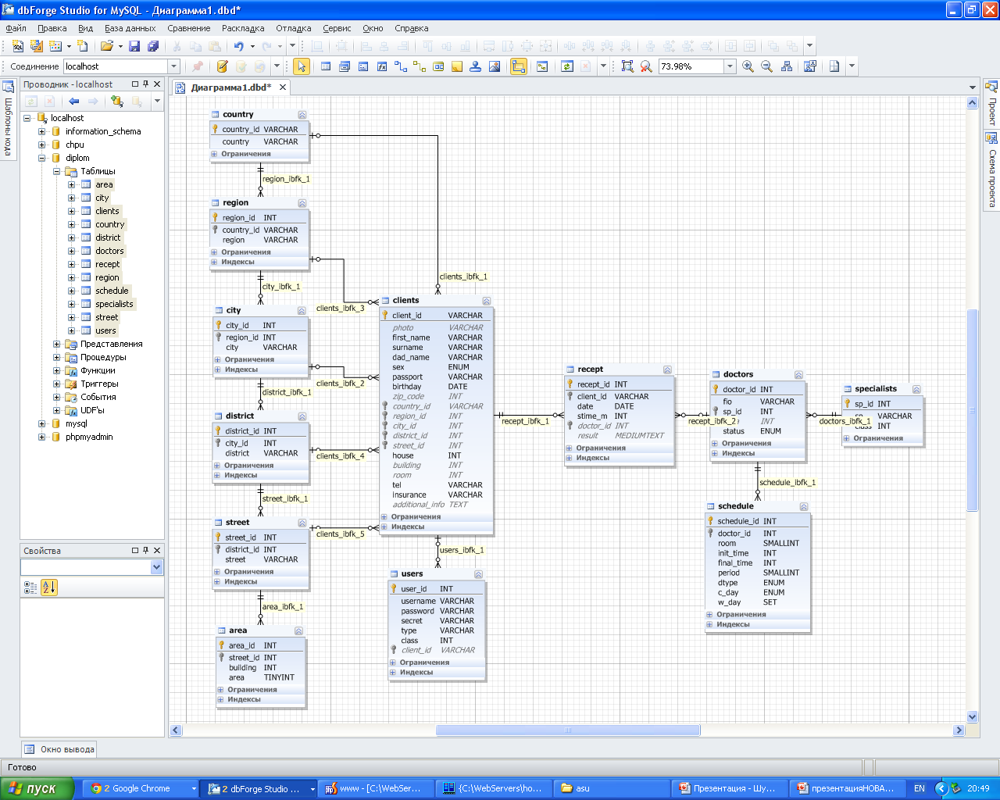 dbForge Studio for MySQL - Диаграмма1.dbd*
Файл Правка Вид База данных Сравнение Раскладка Отладка Сервис Окно Справка
Соединение localhost 73.98%
Проводник - localhost
Диаграмма1.dbd*
Шаблоны кода
Проект
Схема проекта
localhost
information_schema
chpu
diplom
Таблицы
area
city
clients
country
district
doctors
recept
region
schedule
specialists
street
users
Представления
Процедуры
Функции
Триггеры
События
UDF'ы
mysql
phpmyadmin
Свойства
country
country_id VARCHAR
country VARCHAR
Ограничения
region_ibfk_1
region
region_id INT
country_id VARCHAR
region VARCHAR
Ограничения
Индексы
city_ibfk_1
city
city_id INT
region_id INT
city VARCHAR
Ограничения
Индексы
district_ibfk_1
district
district_id INT
city_id INT
district VARCHAR
Ограничения
Индексы
street_ibfk_1
street
street_id INT
district_id INT
street VARCHAR
Ограничения
Индексы
area_ibfk_1
area
area_id INT
street_id INT
building INT
area TINYINT
Ограничения
Индексы
clients_ibfk_1
clients_ibfk_3
clients_ibfk_2
clients_ibfk_4
clients_ibfk_5
clients
client_id VARCHAR
photo VARCHAR
first_name VARCHAR
surname VARCHAR
dad_name VARCHAR
sex ENUM
passport VARCHAR
birthday DATE
zip_code INT
country_id VARCHAR
region_id INT
city_id INT
district_id INT
street_id INT
house INT
building INT
room INT
tel VARCHAR
insurance VARCHAR
additional_info TEXT
Ограничения
Индексы
users_ibfk_1
users
user_id INT
username VARCHAR
password VARCHAR
secret VARCHAR
type VARCHAR
class INT
client_id VARCHAR
Ограничения
Индексы
recept_ibfk_1
recept
recept_id INT
client_id VARCHAR
date DATE
stime_m INT
doctor_id INT
result MEDIUMTEXT
Ограничения
Индексы
recept_ibfk_2
doctors
doctor_id INT
fio VARCHAR
sp_id INT
INT
status ENUM
Ограничения
Индексы
doctors_ibfk_1
specialists
sp_id INT
VARCHAR
class INT
Ограничения
schedule_ibfk_1
schedule
schedule_id INT
doctor_id INT
room SMALLINT
init_time INT
final_time INT
period SMALLINT
dtype ENUM
c_day ENUM
w_day SET
Ограничения
Индексы
Окно вывода
Готово
пуск
2 Google Chrome
2 dbForge Studio ...
www - [C:\WebSer...
{C:\WebServers\ho...
asu
Презентация - Шу...
презентацияНОВА...
EN
20:49